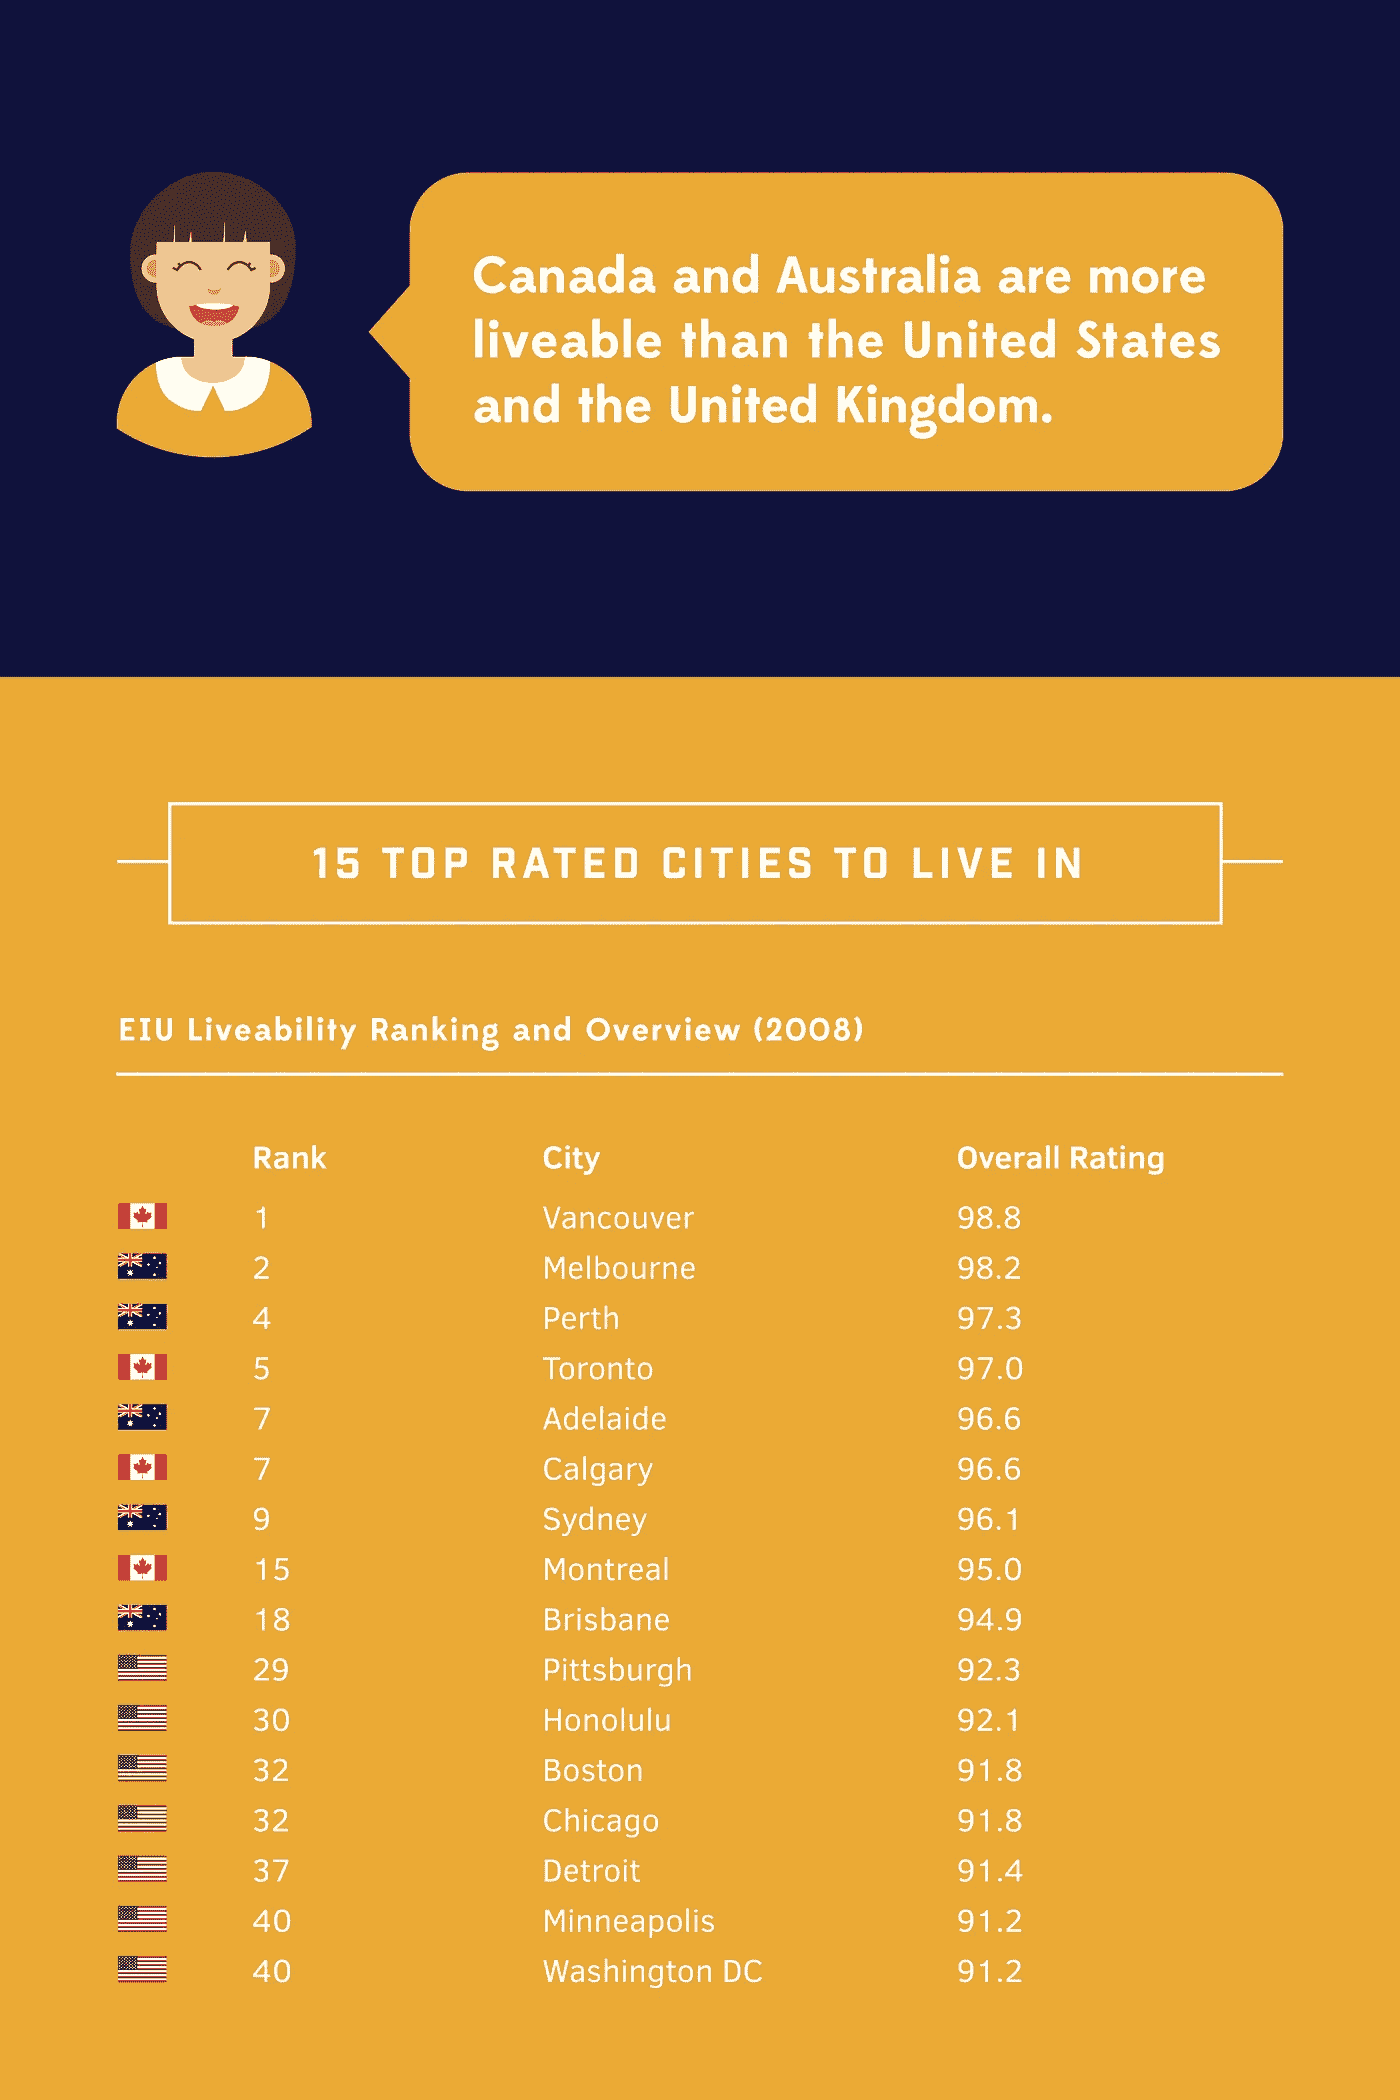 Canada and Australia are more
liveable than the United States
and the United Kingdom.
15 TOP RATED CITIES TO LIVE IN
EIU Liveability Ranking and Overview (2008)
Rank City Overall Rating
1 Vancouver 98.8
2 Melbourne 98.2
4 Perth 97.3
5 Toronto 97.0
7 Adelaide 96.6
7 Calgary 96.6
9 Sydney 96.1
15 Montreal 95.0
18 Brisbane 94.9
29 Pittsburgh 92.3
30 Honolulu 92.1
32 Boston 91.8
32 Chicago 91.8
37 Detroit 91.4
40 Minneapolis 91.2
40 Washington DC 91.2